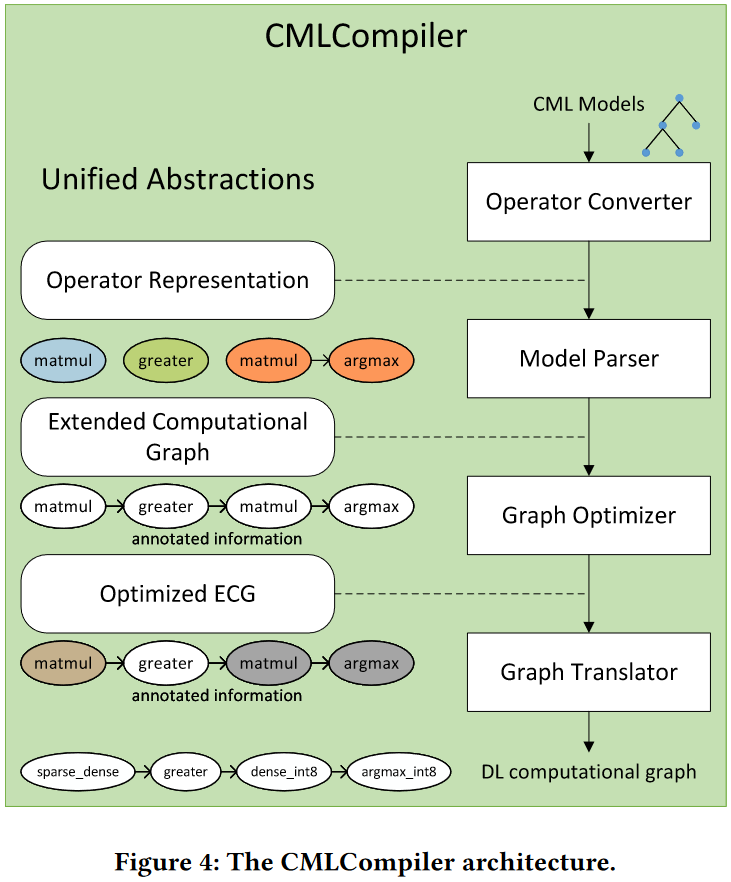 CMLCompiler
CML Models
Unified Abstractions
Operator Converter
Operator Representation
matmul greater matmul argmax
Model Parser
Extended Computational
Graph
matmul greater matmul argmax
annotated information
Graph Optimizer
Optimized ECG
matmul greater matmul argmax
annotated information
Graph Translator
sparse_dense greater dense_int8 argmax_int8
DL computational graph
Figure 4: The CMLCompiler architecture.